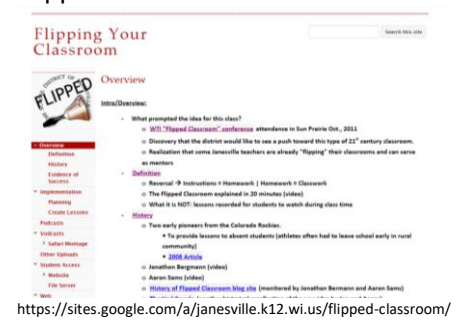 Flipping Your
Classroom
Search this site
DISTRICT OF
FLIPPED
Overview
Intro/Overview:
Overview
Definition
History
Evidence of
Success
Implementation
Planning
Create Lessons
Podcasts
Vodcasts
Safari Montage
Other Uploads
Student Access
Website
File Server
Web
- What prompted the idea for this class?
o WTI "Flipped Classroom" conference attendance in Sun Prairie Oct., 2011
o Discovery that the district would like to see a push toward this type of 21st century classroom.
o Realization that some Janesville teachers are already "flipping" their classrooms and can serve
as mentors
- Definition
o Reversal → Instructions = Homework | Homework = Classwork
o The Flipped Classroom explained in 20 minutes (video)
o What it is NOT: lessons recorded for students to watch during class time
- History
o Two early pioneers from the Colorado Rockies.
▪ To provide lessons to absent students (athletes often had to leave school early in rural
community)
▪ 2008 Article
o Jonathan Bergmann (video)
o Aaron Sams (video)
o History of Flipped Classroom blog site (monitored by Jonathan Bermann and Aaron Sams)
https://sites.google.com/a/janesville.k12.wi.us/flipped-classroom/